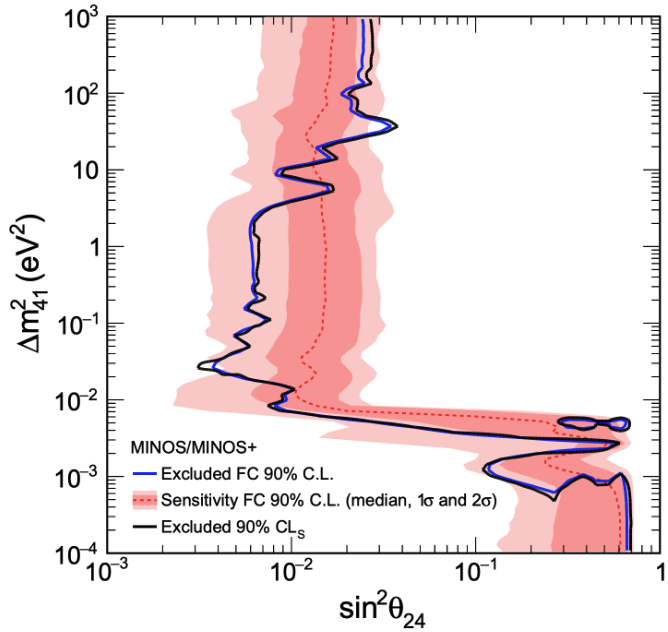 10³
10²
10
1
10⁻¹
10⁻²
10⁻³
10⁻⁴
Δm²₄₁ (eV²)
MINOS/MINOS+
Excluded FC 90% C.L.
Sensitivity FC 90% C.L. (median, 1σ and 2σ)
Excluded 90% CLₛ
10⁻³ 10⁻² 10⁻¹ 1
sin²θ₂₄